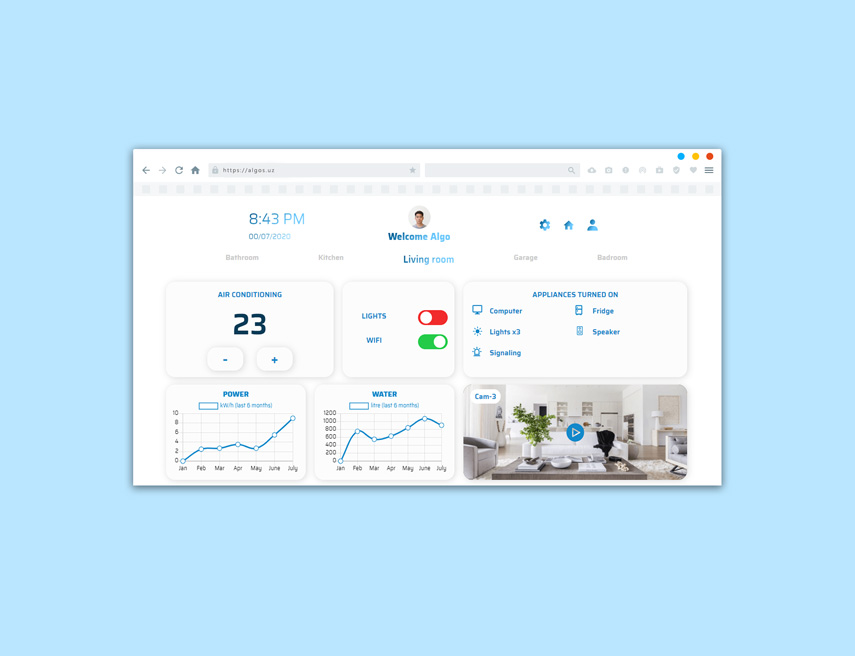 https://algos.uz
8:43 PM
00/07/2020
Welcome Algo
Bathroom
Kitchen
Living room
Garage
Badroom
AIR CONDITIONING
23
-
+
LIGHTS
WIFI
APPLIANCES TURNED ON
Computer
Fridge
Lights x3
Speaker
Signaling
POWER
kW/h (last 6 months)
10
8
6
4
2
0
Jan Feb Mar Apr May June July
WATER
litre (last 6 months)
1200
1000
800
600
400
200
0
Jan Feb Mar Apr May June July
Cam-3